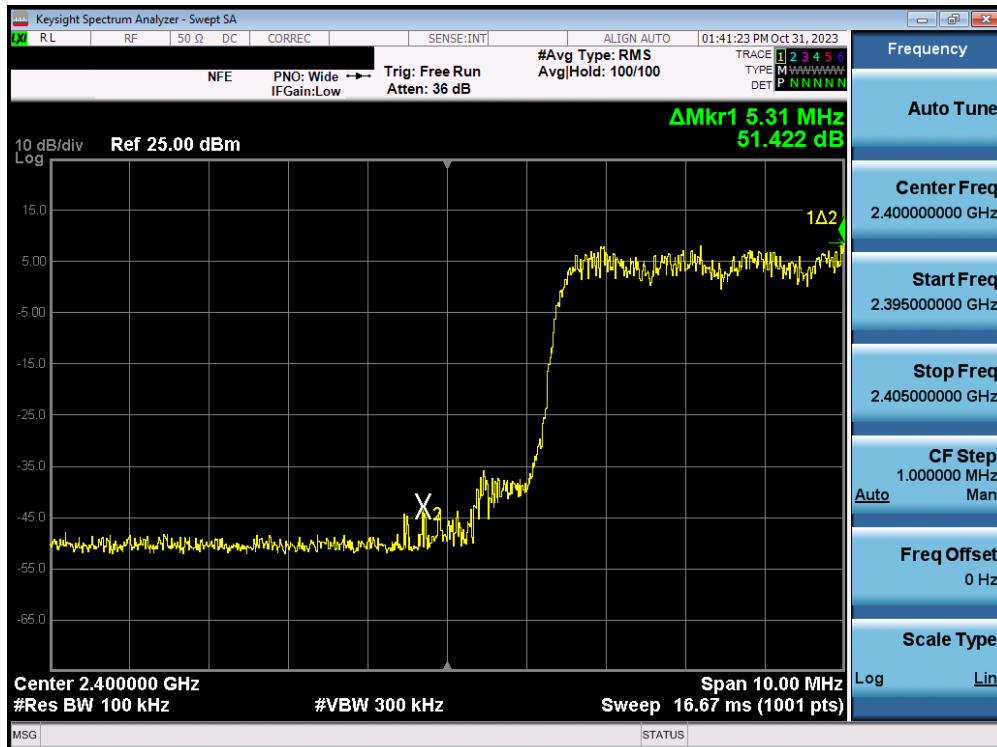 Keysight Spectrum Analyzer - Swept SA
LXI RL RF 50 Ω DC CORREC SENSE:INT ALIGN AUTO 01:41:23 PM Oct 31, 2023
NFE PNO: Wide Trig: Free Run #Avg Type: RMS TRACE 1 2 3 4 5 6
IFGain:Low Atten: 36 dB Avg|Hold: 100/100 TYPE M WWWWW
DET P N N N N N
ΔMkr1 5.31 MHz
51.422 dB
10 dB/div Ref 25.00 dBm
Log
15.0
1Δ2
5.00
-5.00
-15.0
-25.0
-35.0
X2
-45.0
-55.0
-65.0
Center 2.400000 GHz Span 10.00 MHz
#Res BW 100 kHz #VBW 300 kHz Sweep 16.67 ms (1001 pts)
MSG STATUS
Frequency
Auto Tune
Center Freq
2.400000000 GHz
Start Freq
2.395000000 GHz
Stop Freq
2.405000000 GHz
CF Step
1.000000 MHz
Auto Man
Freq Offset
0 Hz
Scale Type
Log Lin